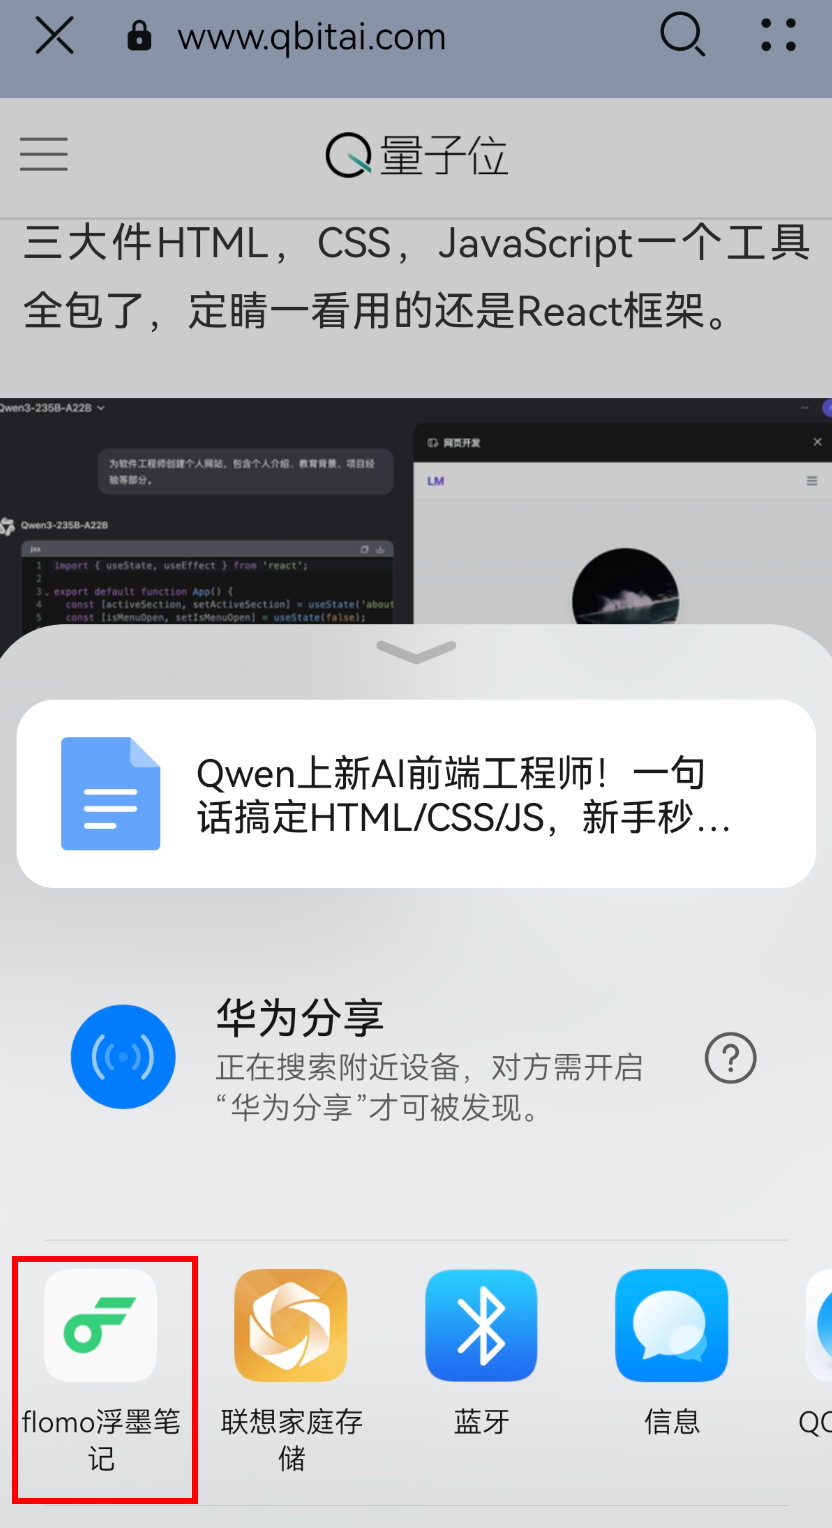 www.qbitai.com
量子位
三大件HTML，CSS，JavaScript一个工具
全包了，定睛一看用的还是React框架。
Qwen3-235B-A22B
为软件工程师创建个人网站，包含个人介绍、教育背景、项目经
验等部分。
网页开发
LM
Qwen3-235B-A22B
jsx
1 import { useState, useEffect } from 'react';
2
3 export default function App() {
4 const [activeSection, setActiveSection] = useState('about
5 const [isMenuOpen, setIsMenuOpen] = useState(false);
Qwen上新AI前端工程师！一句
话搞定HTML/CSS/JS，新手秒…
华为分享
正在搜索附近设备，对方需开启
“华为分享”才可被发现。
flomo浮墨笔
记
联想家庭存
储
蓝牙
信息